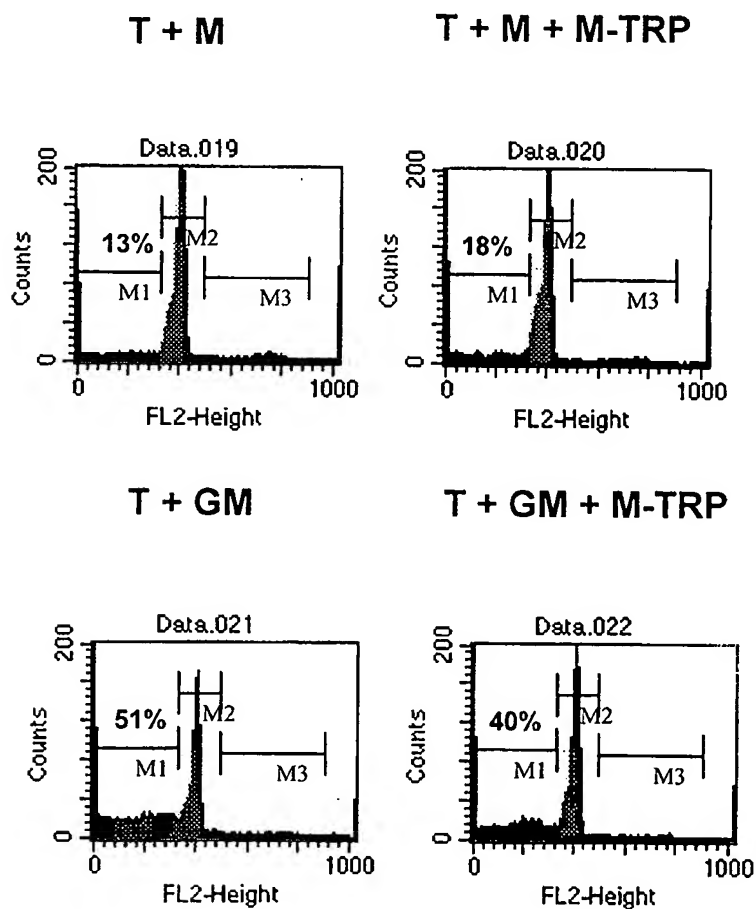 T + M
Data.019
200
Counts
0
13%
M1
M2
M3
0
1000
FL2-Height
T + M + M-TRP
Data.020
200
Counts
0
18%
M1
M2
M3
0
1000
FL2-Height
T + GM
Data.021
200
Counts
0
51%
M1
M2
M3
0
1000
FL2-Height
T + GM + M-TRP
Data.022
200
Counts
0
40%
M1
M2
M3
0
1000
FL2-Height